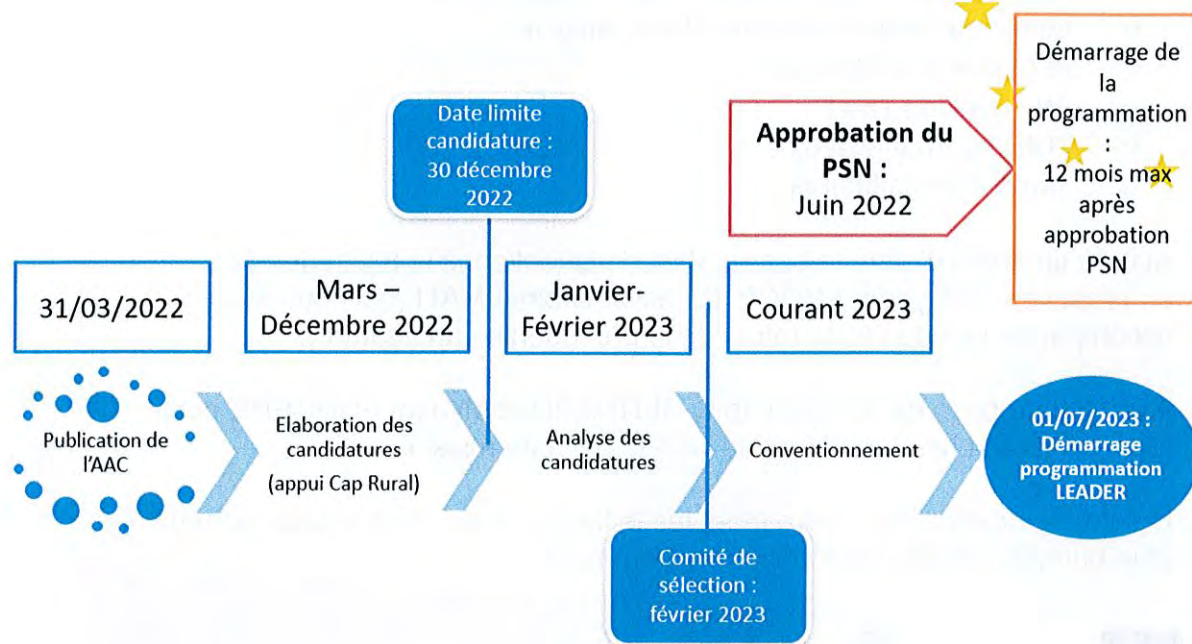 Démarrage de
la
programmation
:
12 mois max
après
approbation
PSN
Date limite
candidature :
30 décembre
2022
Approbation du
PSN :
Juin 2022
31/03/2022
Mars –
Décembre 2022
Janvier-
Février 2023
Courant 2023
Publication de
l'AAC
Elaboration des
candidatures
(appui Cap Rural)
Analyse des
candidatures
Conventionnement
01/07/2023 :
Démarrage
programmation
LEADER
Comité de
sélection :
février 2023